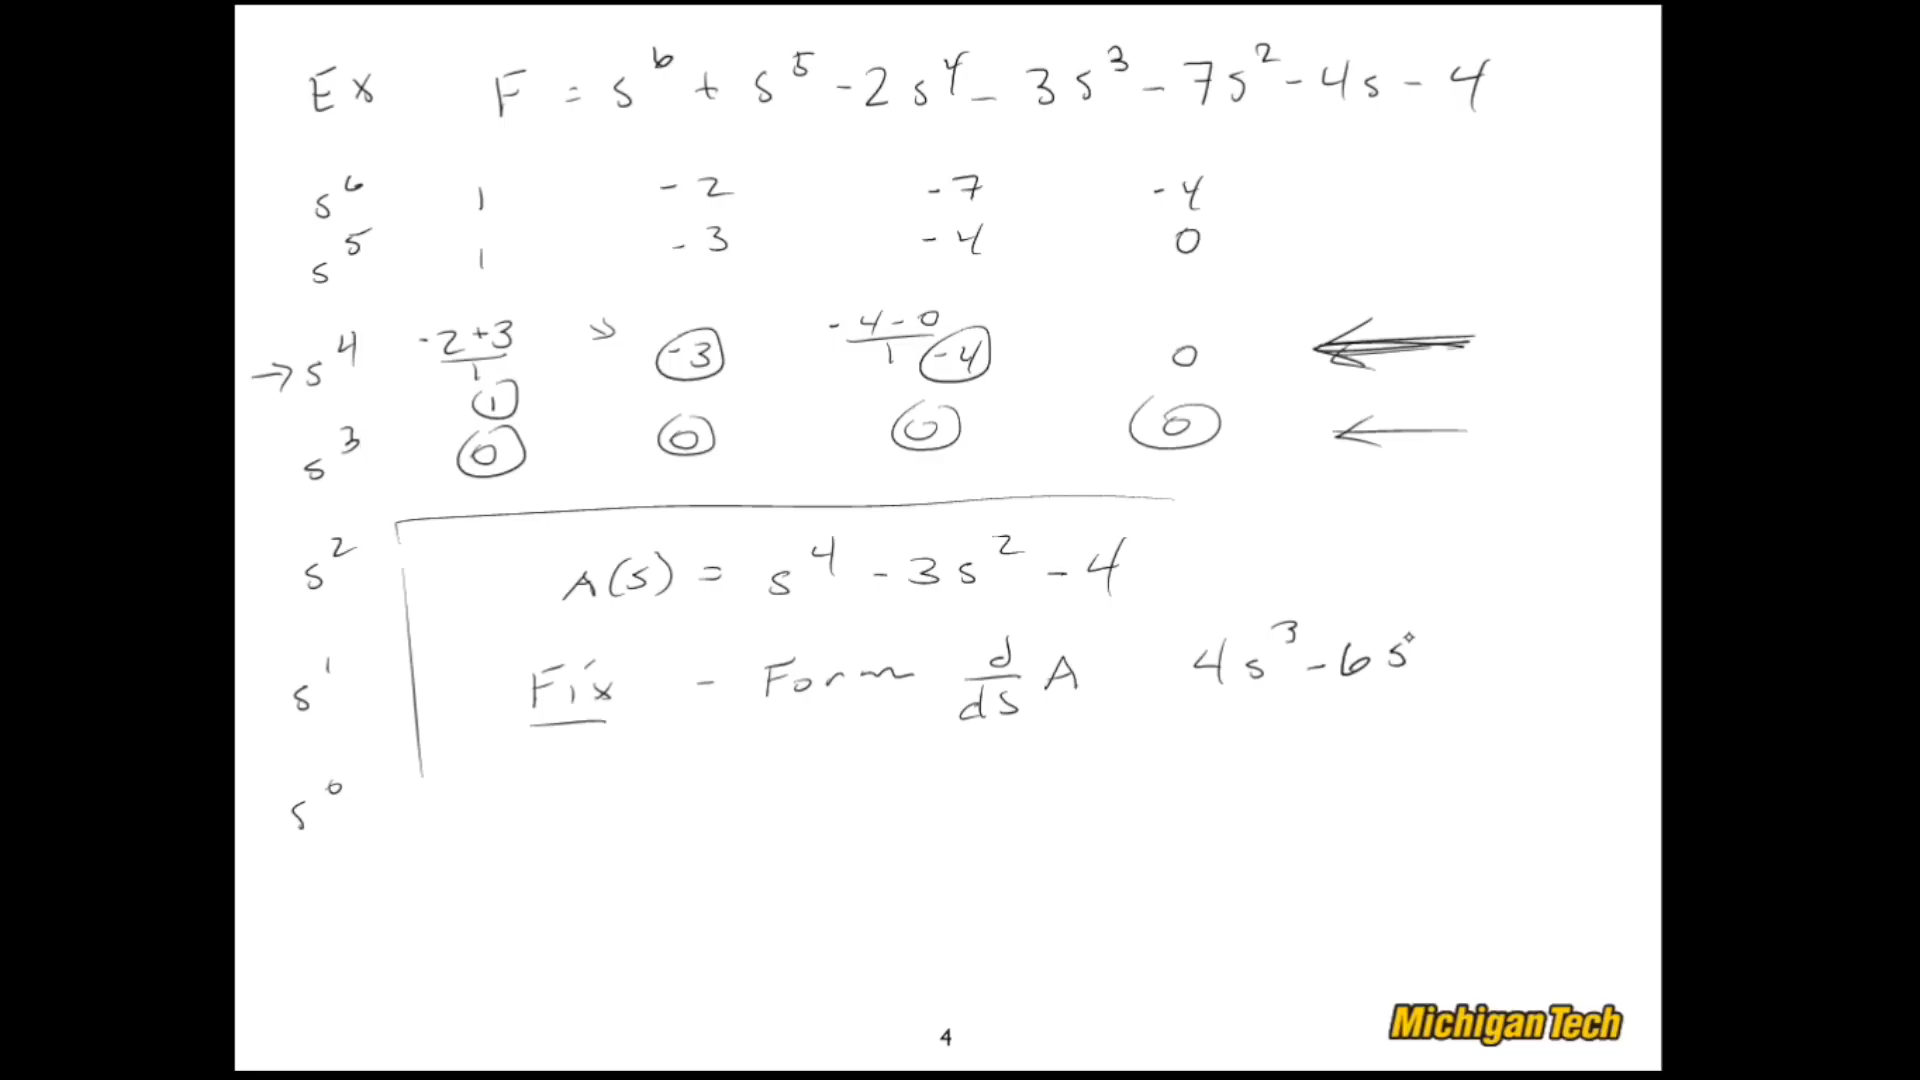 Ex F = s^6 + s^5 - 2s^4 - 3s^3 - 7s^2 - 4s - 4
s^6 1 -2 -7 -4
s^5 1 -3 -4 0
→ s^4 (-2+3)/1 1 -3 (-4-0)/1 -4 0
s^3 0 0 0 0
s^2 A(s) = s^4 - 3s^2 - 4
s^1 Fix - Form d/ds A 4s^3 - 6s
s^0
4
Michigan Tech